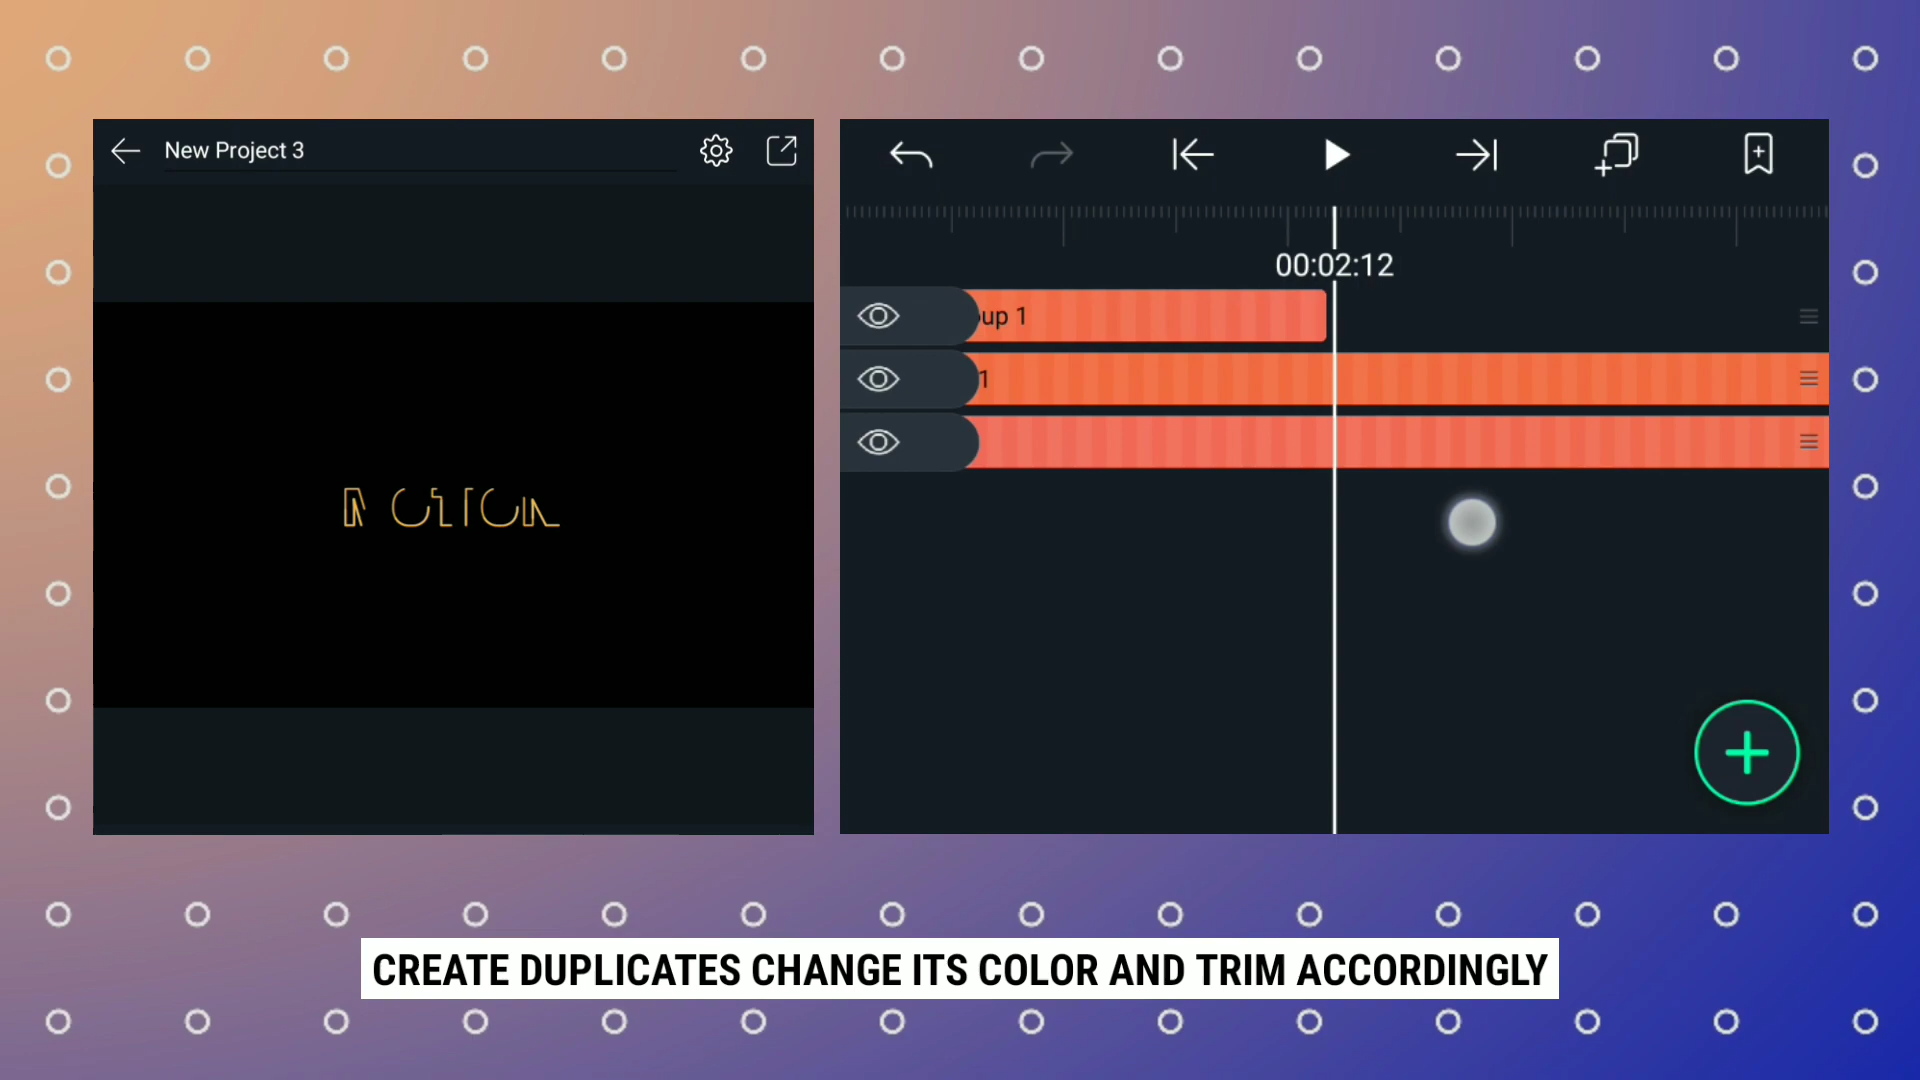 New Project 3
00:02:12
up 1
1
CREATE DUPLICATES CHANGE ITS COLOR AND TRIM ACCORDINGLY